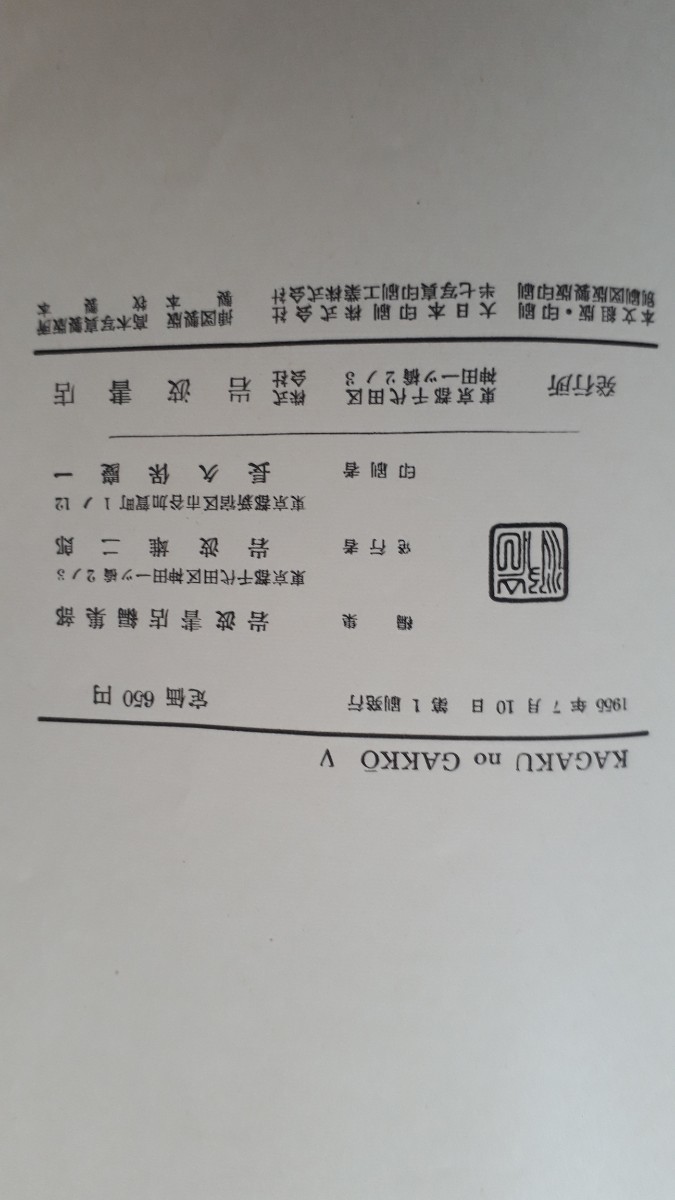 KAGAKU no GAKKŌ V
1956年7月10日 第1刷発行 定価 650 円
編集 岩波書店編集部
東京都千代田区神田一ツ橋2ノ3
発行者 岩波雄二郎
東京都新宿区市谷加賀町1ノ12
印刷者 長久保慶一
発行所 東京都千代田区神田一ツ橋2ノ3 株式会社 岩波書店
本文組版・印刷 大日本印刷株式会社 挿図製版 高木写真製版所
別刷図版製版印刷 半七写真印刷工業株式会社 製本 牧製本